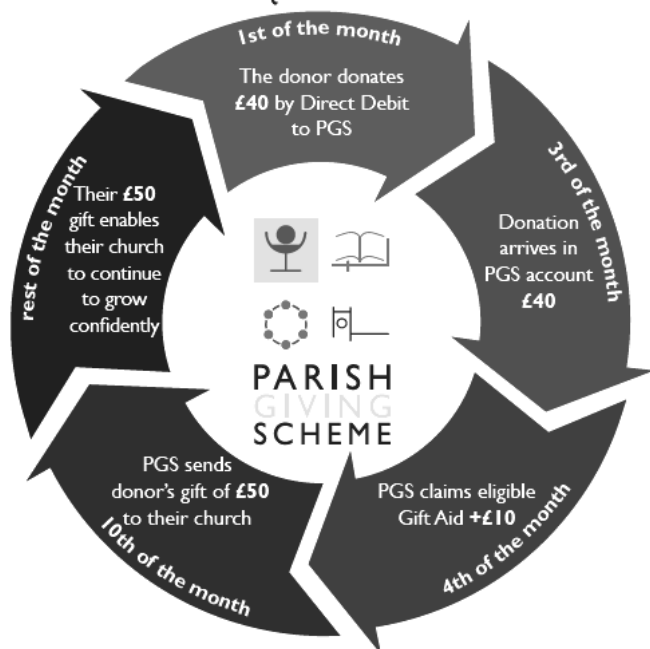 1st of the month
The donor donates
£40 by Direct Debit
to PGS
3rd of the month
Donation
arrives in
PGS account
£40
4th of the month
PGS claims eligible
Gift Aid +£10
10th of the month
PGS sends
donor's gift of £50
to their church
rest of the month
Their £50
gift enables
their church
to continue
to grow
confidently
PARISH
GIVING
SCHEME